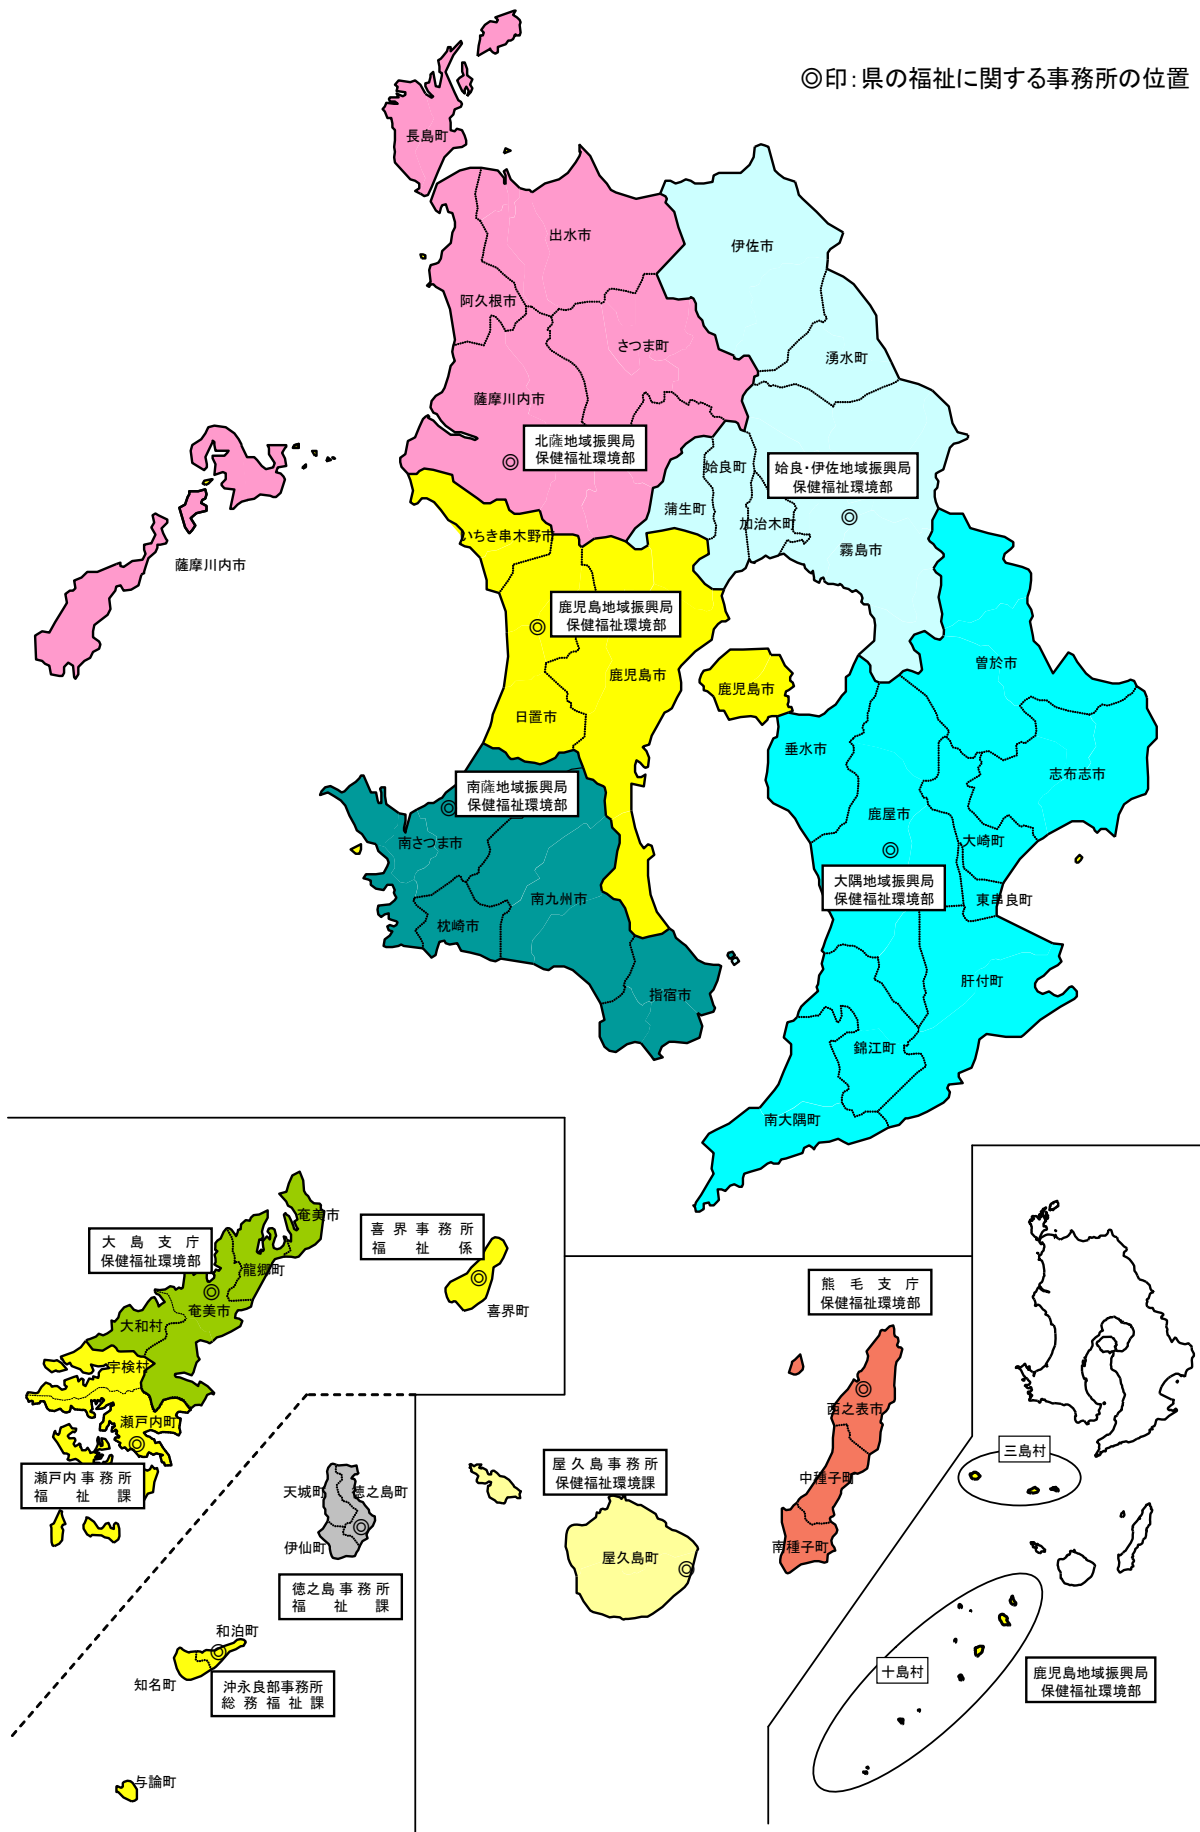 ◎印：県の福祉に関する事務所の位置
長島町
出水市
伊佐市
阿久根市
さつま町
湧水町
薩摩川内市
北薩地域振興局
保健福祉環境部
姶良町
姶良・伊佐地域振興局
保健福祉環境部
蒲生町
加治木町
いちき串木野市
霧島市
薩摩川内市
鹿児島地域振興局
保健福祉環境部
曽於市
鹿児島市
鹿児島市
日置市
垂水市
志布志市
南薩地域振興局
保健福祉環境部
鹿屋市
南さつま市
大崎町
大隅地域振興局
保健福祉環境部
南九州市
東串良町
枕崎市
肝付町
指宿市
錦江町
南大隅町
奄美市
大島支庁
保健福祉環境部
喜界事務所
福祉係
龍郷町
奄美市
喜界町
大和村
熊毛支庁
保健福祉環境部
宇検村
西之表市
瀬戸内町
三島村
瀬戸内事務所
福祉課
屋久島事務所
保健福祉環境課
天城町
徳之島町
中種子町
伊仙町
南種子町
屋久島町
徳之島事務所
福祉課
和泊町
知名町
沖永良部事務所
総務福祉課
十島村
鹿児島地域振興局
保健福祉環境部
与論町